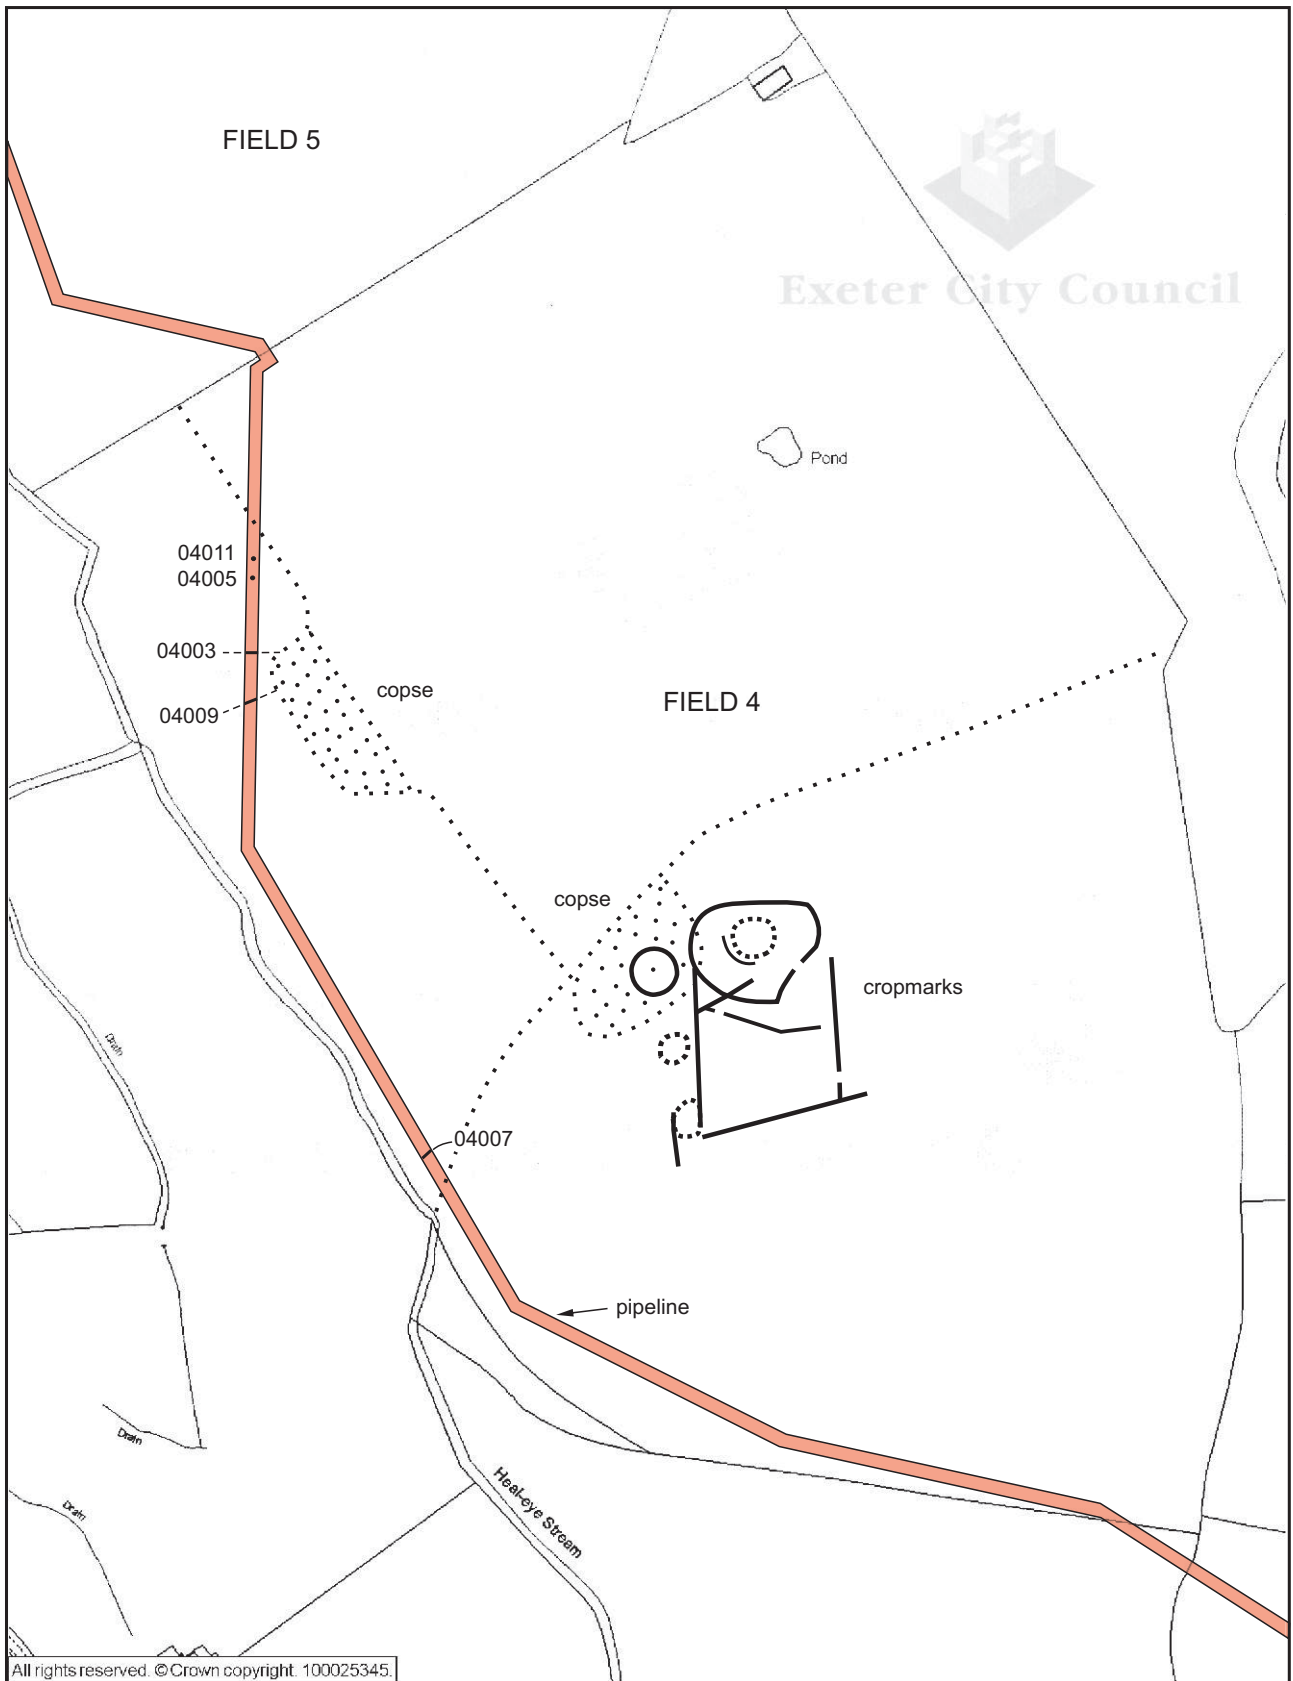 FIELD 5
Exeter City Council
Pond
04011
04005
04003
copse
04009
FIELD 4
copse
cropmarks
Drain
04007
pipeline
Drain
Heal-eye Stream
Drain
All rights reserved. © Crown copyright. 100025345.